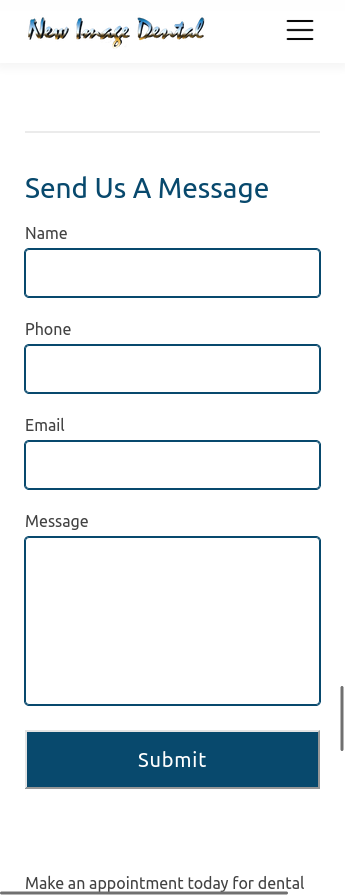 New Image Dental
Send Us A Message
Name
Phone
Email
Message
Submit
Make an appointment today for dental